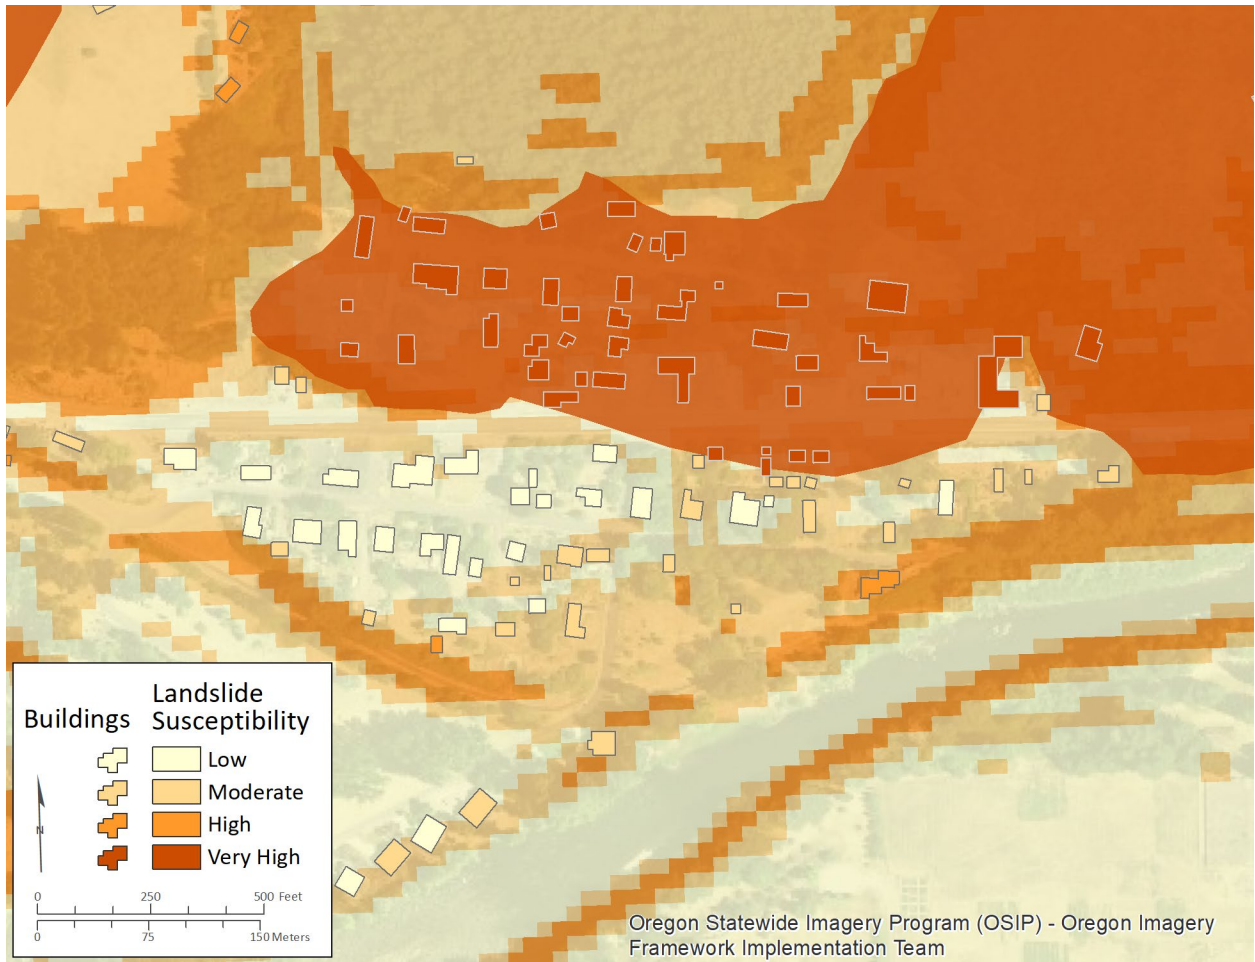 Landslide
Buildings Susceptibility
Low
Moderate
High
Very High
N
0 250 500 Feet
0 75 150 Meters
Oregon Statewide Imagery Program (OSIP) - Oregon Imagery
Framework Implementation Team